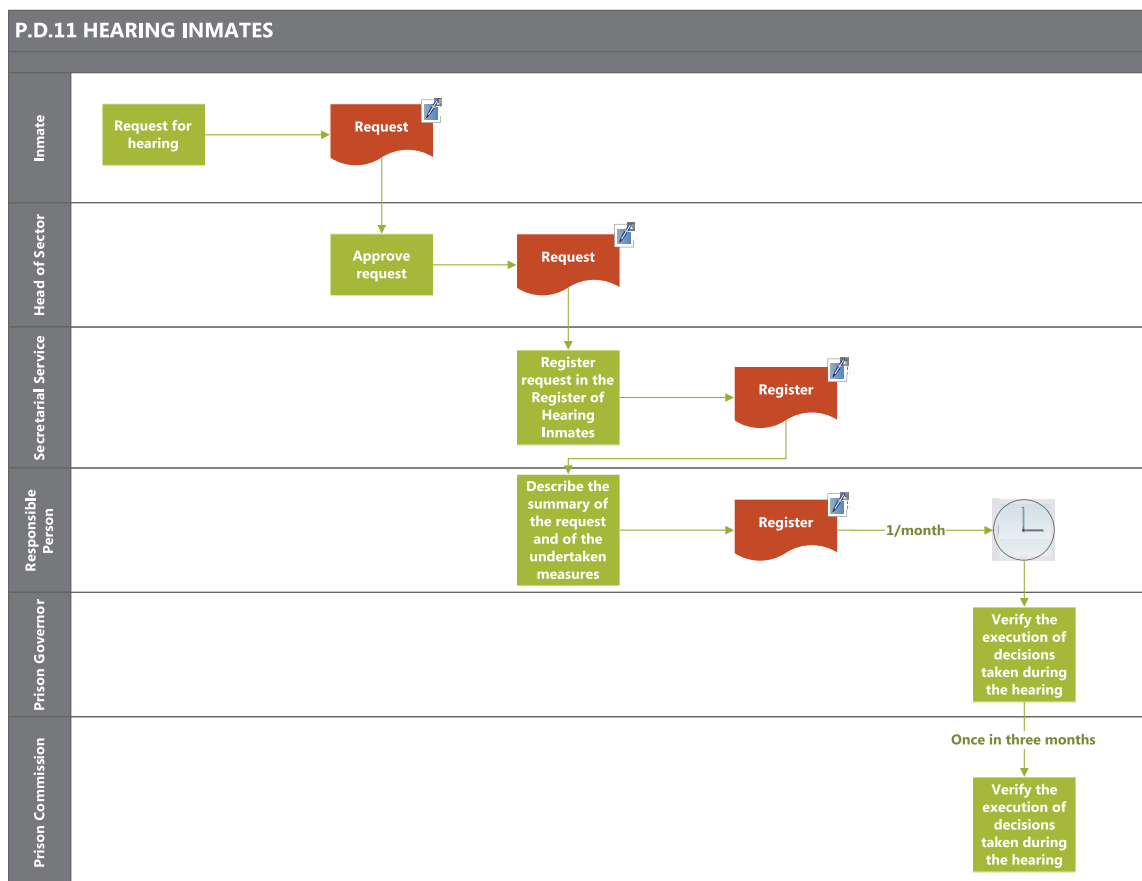 P.D.11 HEARING INMATES
Inmate
Request for
hearing
Request
Head of Sector
Approve
request
Request
Secretarial Service
Register
request in the
Register of
Hearing
Inmates
Register
Responsible
Person
Describe the
summary of
the request
and of the
undertaken
measures
Register
1/month
Prison Governor
Verify the
execution of
decisions
taken during
the hearing
Prison Commission
Once in three months
Verify the
execution of
decisions
taken during
the hearing